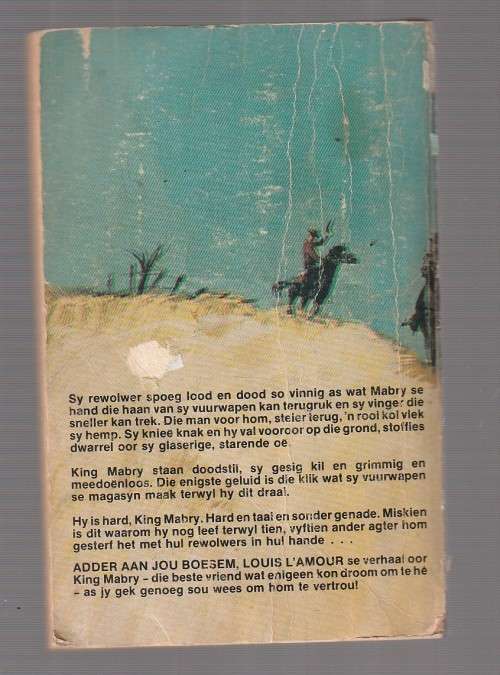 Sy rewolwer spoeg lood en dood so vinnig as wat Mabry se
hand die haan van sy vuurwapen kan terugruk en sy vinger die
sneller kan trek. Die man voor hom, steier terug, 'n rooi kol vlek
sy hemp. Sy knieë knak en hy val vooroor op die grond, stoffies
dwarrel oor sy glaserige, starende oë.
King Mabry staan doodstil, sy gesig kil en grimmig en
meedoënloos. Die enigste geluid is die klik wat sy vuurwapen
se magasyn maak terwyl hy dit draai.
Hy is hard, King Mabry. Hard en taai en sonder genade. Miskien
is dit waarom hy nog leef terwyl tien, vyftien ander agter hom
gesterf het met hul rewolwers in hul hande . . .
ADDER AAN JOU BOESEM, LOUIS L'AMOUR se verhaal oor
King Mabry – die beste vriend wat enigeen kon droom om te hê
– as jy gek genoeg sou wees om hom te vertrou!